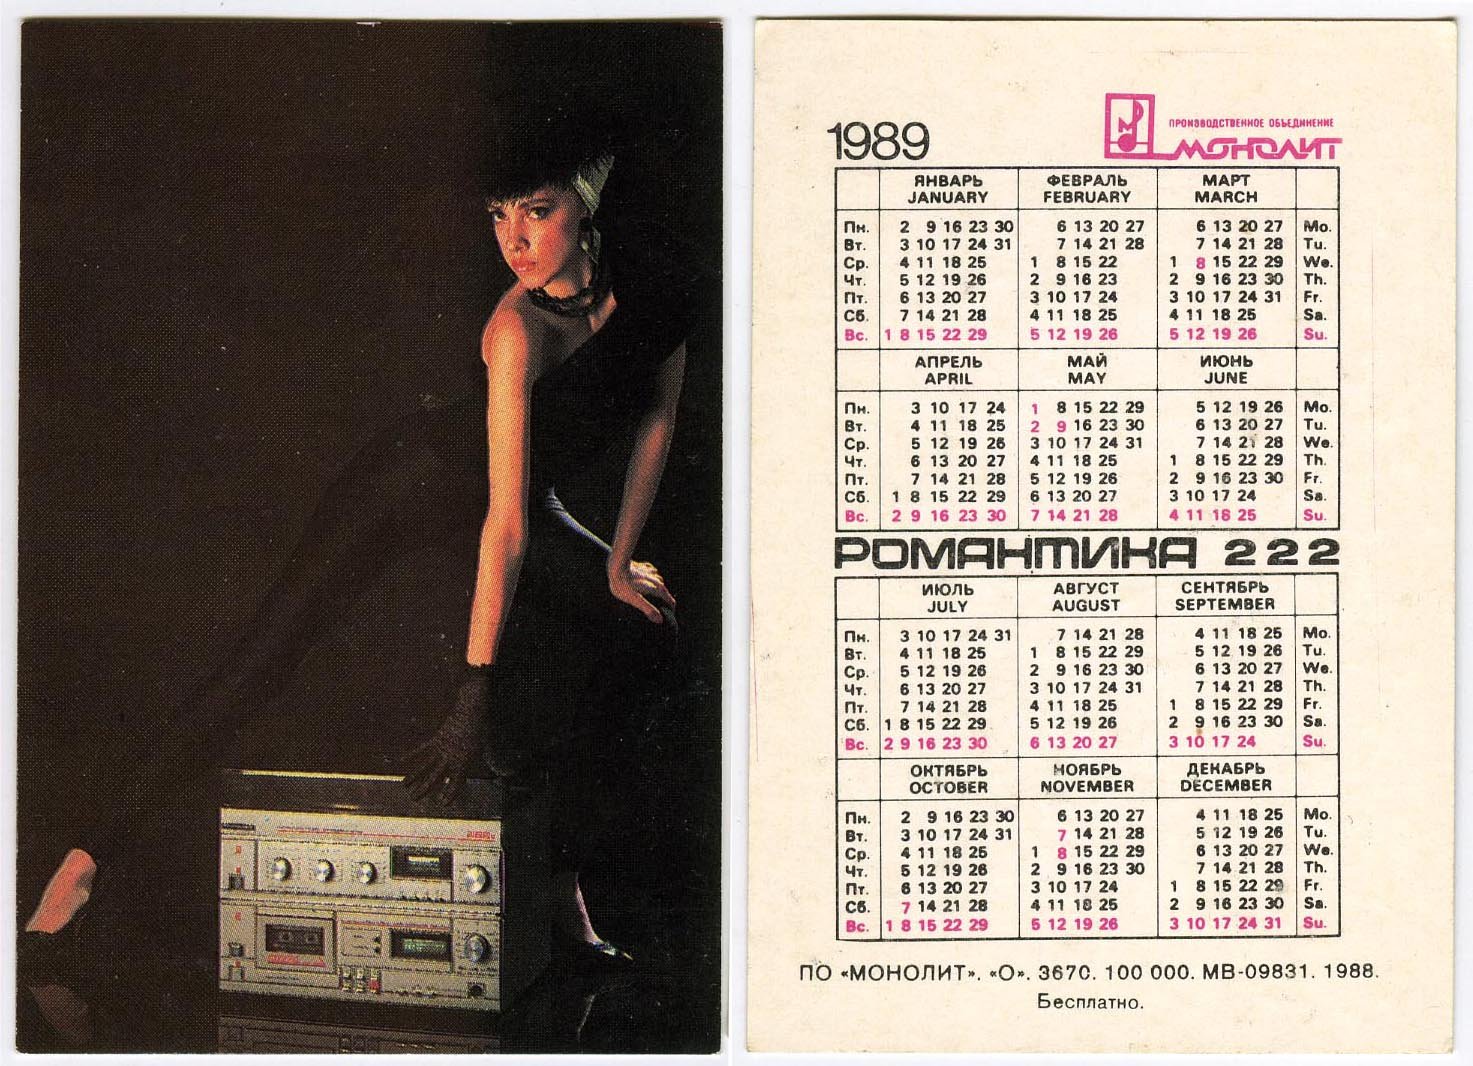 1989
ПРОИЗВОДСТВЕННОЕ ОБЪЕДИНЕНИЕ
МОНОЛИТ
ЯНВАРЬ ФЕВРАЛЬ МАРТ
JANUARY FEBRUARY MARCH
Пн. 2 9 16 23 30 6 13 20 27 6 13 20 27 Mo.
Вт. 3 10 17 24 31 7 14 21 28 7 14 21 28 Tu.
Ср. 4 11 18 25 1 8 15 22 1 8 15 22 29 We.
Чт. 5 12 19 26 2 9 16 23 2 9 16 23 30 Th.
Пт. 6 13 20 27 3 10 17 24 3 10 17 24 31 Fr.
Сб. 7 14 21 28 4 11 18 25 4 11 18 25 Sa.
Вс. 1 8 15 22 29 5 12 19 26 5 12 19 26 Su.
АПРЕЛЬ МАЙ ИЮНЬ
APRIL MAY JUNE
Пн. 3 10 17 24 1 8 15 22 29 5 12 19 26 Mo.
Вт. 4 11 18 25 2 9 16 23 30 6 13 20 27 Tu.
Ср. 5 12 19 26 3 10 17 24 31 7 14 21 28 We.
Чт. 6 13 20 27 4 11 18 25 1 8 15 22 29 Th.
Пт. 7 14 21 28 5 12 19 26 2 9 16 23 30 Fr.
Сб. 1 8 15 22 29 6 13 20 27 3 10 17 24 Sa.
Вс. 2 9 16 23 30 7 14 21 28 4 11 18 25 Su.
РОМАНТИКА 222
ИЮЛЬ АВГУСТ СЕНТЯБРЬ
JULY AUGUST SEPTEMBER
Пн. 3 10 17 24 31 7 14 21 28 4 11 18 25 Mo.
Вт. 4 11 18 25 1 8 15 22 29 5 12 19 26 Tu.
Ср. 5 12 19 26 2 9 16 23 30 6 13 20 27 We.
Чт. 6 13 20 27 3 10 17 24 31 7 14 21 28 Th.
Пт. 7 14 21 28 4 11 18 25 1 8 15 22 29 Fr.
Сб. 1 8 15 22 29 5 12 19 26 2 9 16 23 30 Sa.
Вс. 2 9 16 23 30 6 13 20 27 3 10 17 24 Su.
ОКТЯБРЬ НОЯБРЬ ДЕКАБРЬ
OCTOBER NOVEMBER DECEMBER
Пн. 2 9 16 23 30 6 13 20 27 4 11 18 25 Mo.
Вт. 3 10 17 24 31 7 14 21 28 5 12 19 26 Tu.
Ср. 4 11 18 25 1 8 15 22 29 6 13 20 27 We.
Чт. 5 12 19 26 2 9 16 23 30 7 14 21 28 Th.
Пт. 6 13 20 27 3 10 17 24 1 8 15 22 29 Fr.
Сб. 7 14 21 28 4 11 18 25 2 9 16 23 30 Sa.
Вс. 1 8 15 22 29 5 12 19 26 3 10 17 24 31 Su.
ПО «МОНОЛИТ». «О». 3670. 100 000. МВ-09831. 1988.
Бесплатно.